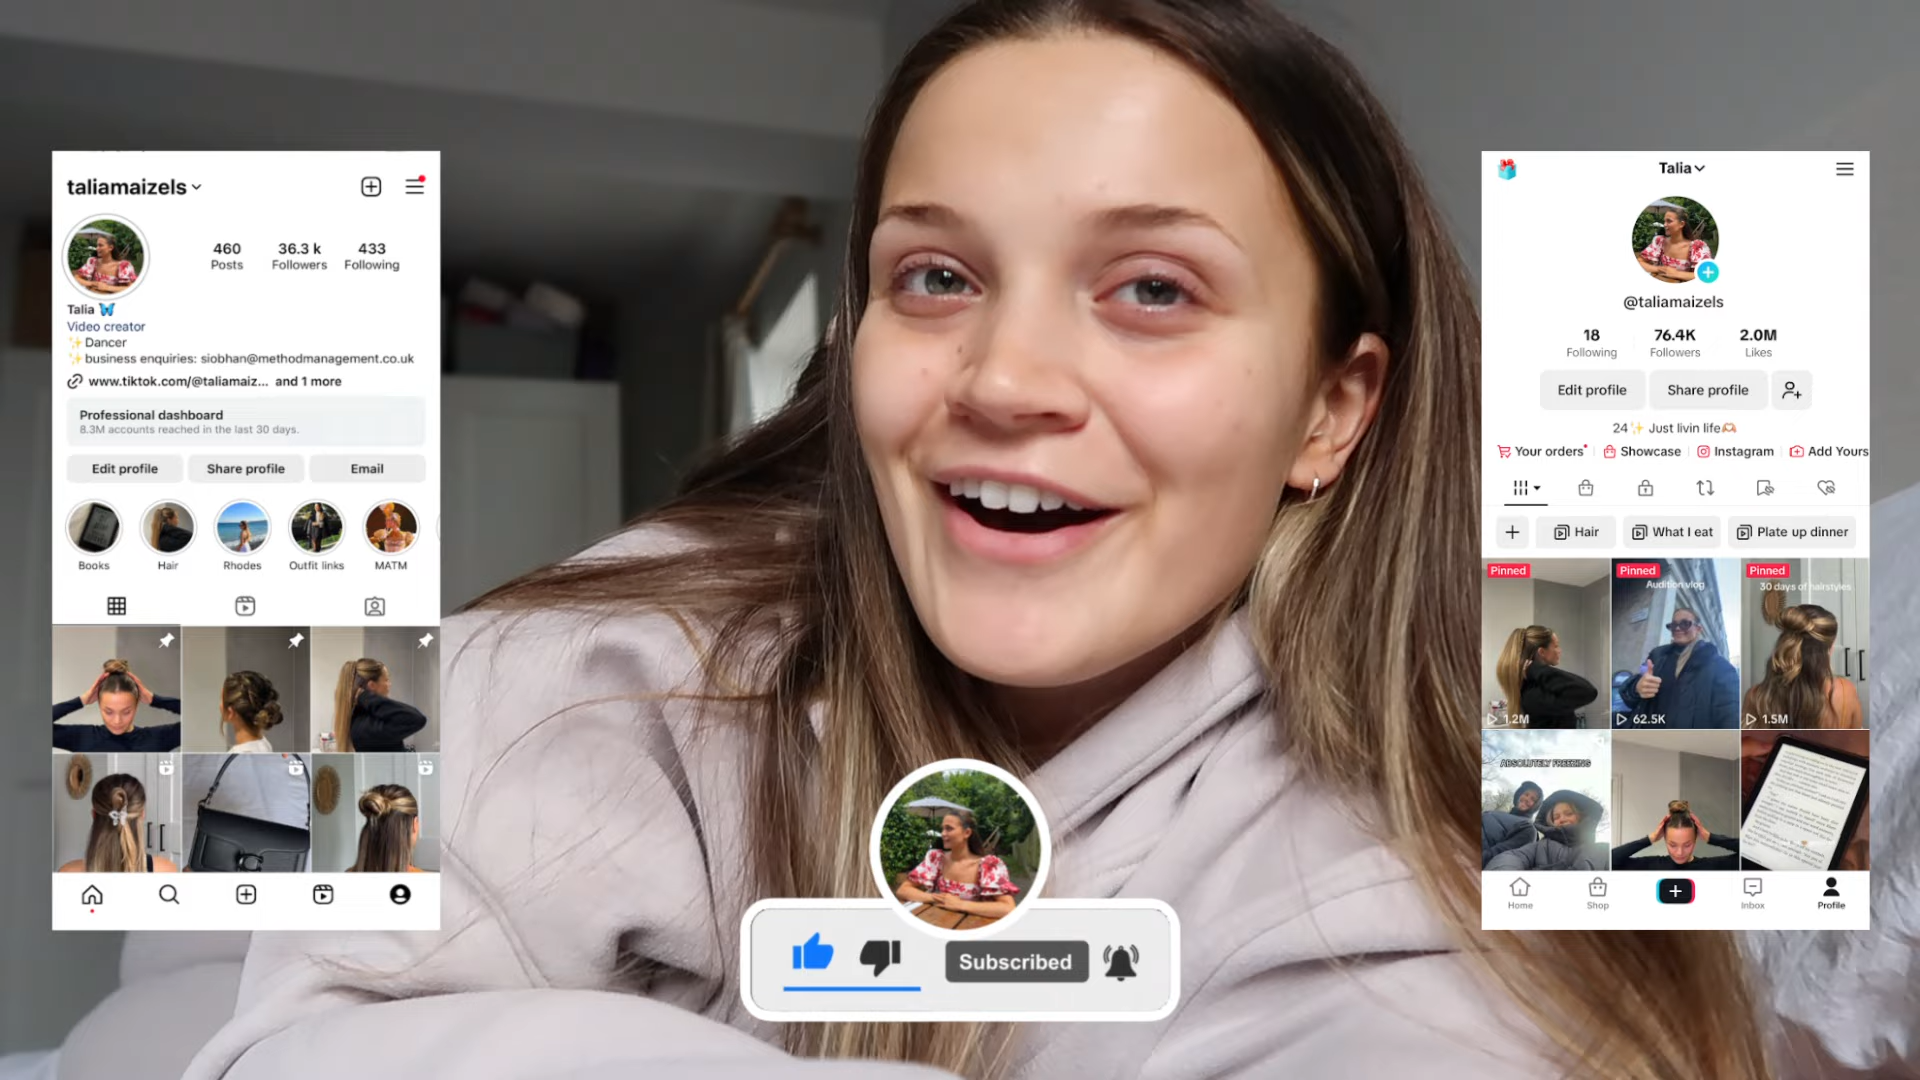 taliamaizels
460
Posts
36.3 k
Followers
433
Following
Talia
Video creator
Dancer
business enquiries: siobhan@methodmanagement.co.uk
www.tiktok.com/@taliamaiz... and 1 more
Professional dashboard
8.3M accounts reached in the last 30 days.
Edit profile
Share profile
Email
Books
Hair
Rhodes
Outfit links
MATM
Subscribed
Talia
@taliamaizels
18
Following
76.4K
Followers
2.0M
Likes
Edit profile
Share profile
24 Just livin life
Your orders
Showcase
Instagram
Add Yours
Hair
What I eat
Plate up dinner
Pinned
1.2M
Pinned
Audition vlog
62.5K
Pinned
30 days of hairstyles
1.5M
ABSOLUTELY FREEZING
Home
Shop
Inbox
Profile